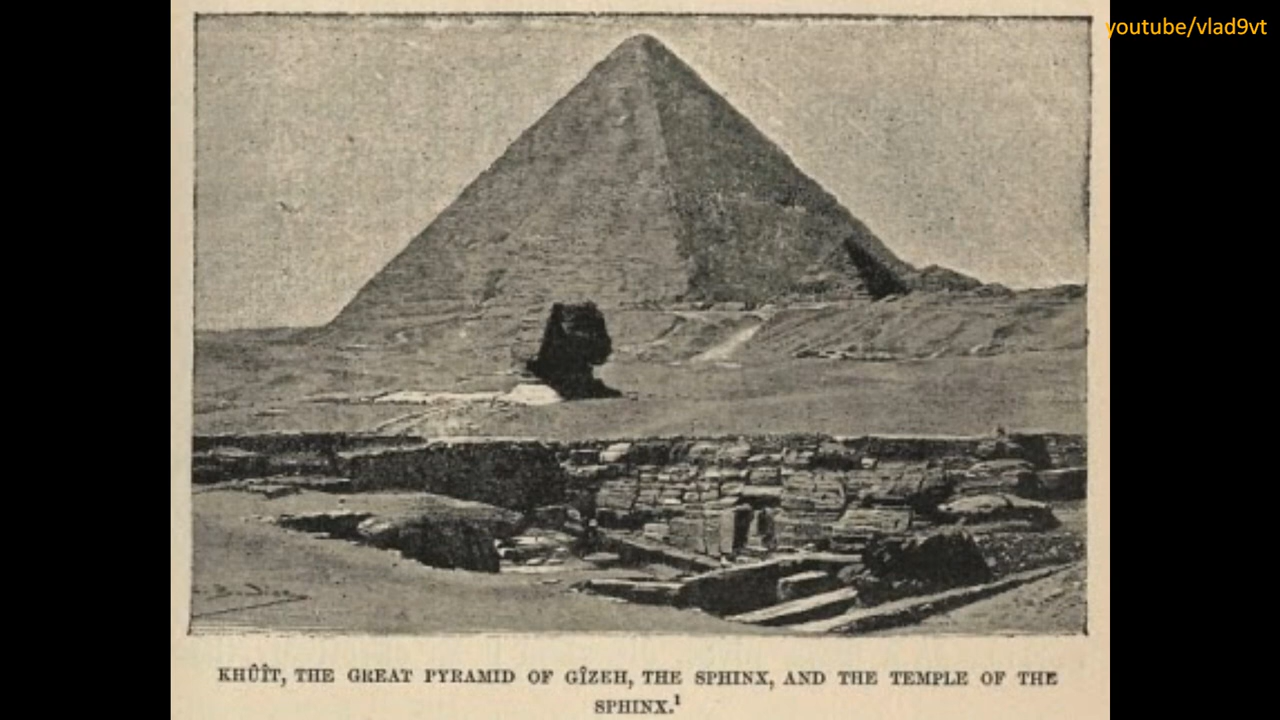 youtube/vlad9vt
KHÛÎT, THE GREAT PYRAMID OF GÎZEH, THE SPHINX, AND THE TEMPLE OF THE
SPHINX.¹